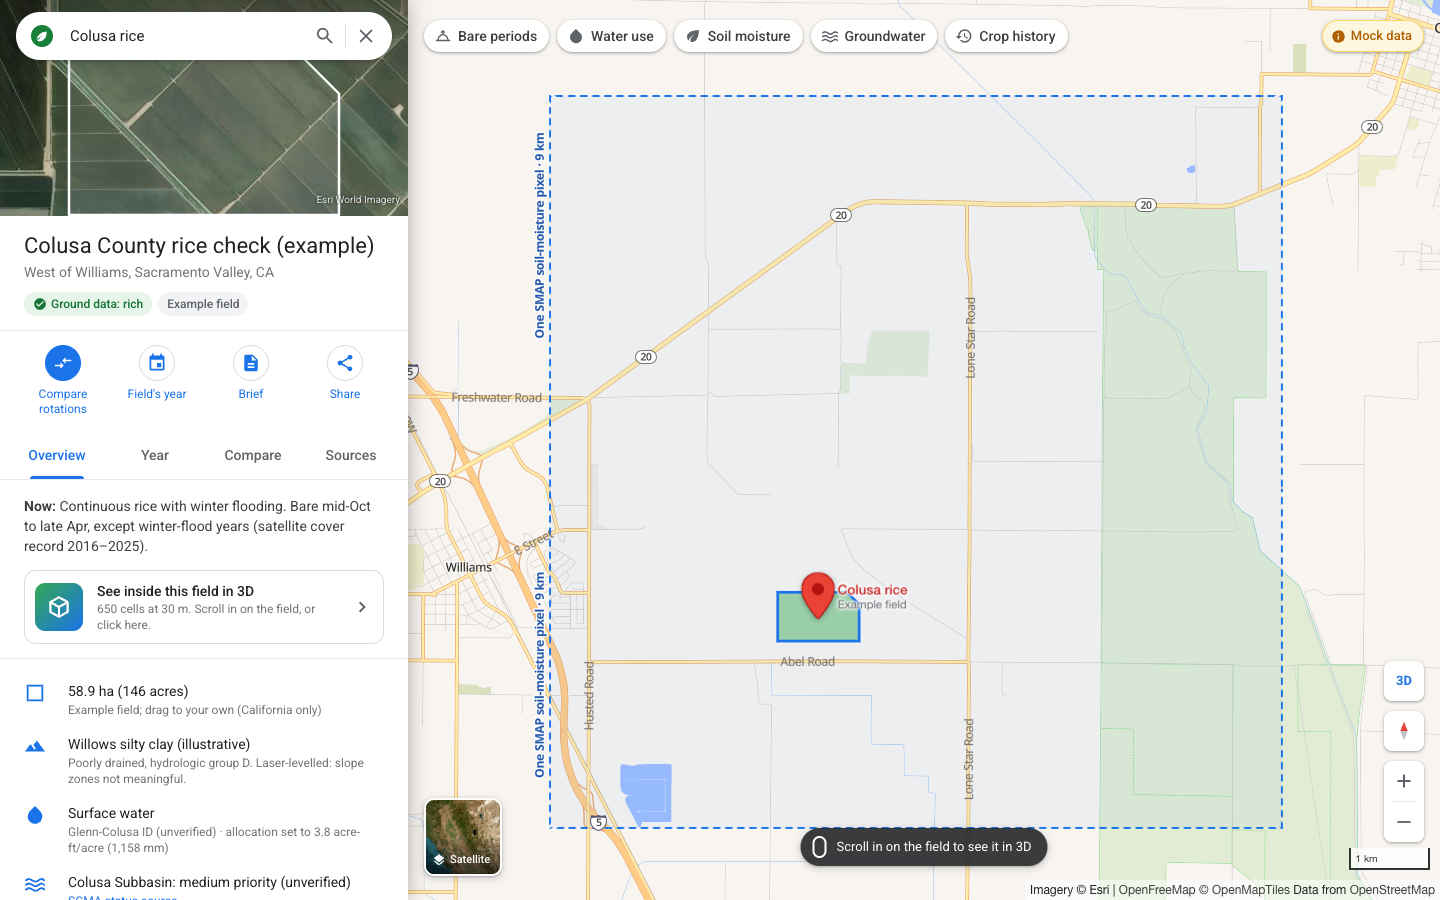 Colusa rice
Esri World Imagery
Colusa County rice check (example)
West of Williams, Sacramento Valley, CA
Ground data: rich
Example field
Compare rotations
Field's year
Brief
Share
Overview
Year
Compare
Sources
Now: Continuous rice with winter flooding. Bare mid-Oct
to late Apr, except winter-flood years (satellite cover
record 2016–2025).
See inside this field in 3D
650 cells at 30 m. Scroll in on the field, or
click here.
58.9 ha (146 acres)
Example field; drag to your own (California only)
Willows silty clay (illustrative)
Poorly drained, hydrologic group D. Laser-levelled: slope
zones not meaningful.
Surface water
Glenn-Colusa ID (unverified) · allocation set to 3.8 acre-
ft/acre (1,158 mm)
Colusa Subbasin: medium priority (unverified)
SGMA status source
Bare periods
Water use
Soil moisture
Groundwater
Crop history
Mock data
20
20
20
One SMAP soil-moisture pixel · 9 km
Lone Star Road
20
5
Freshwater Road
20
E Street
Williams
One SMAP soil-moisture pixel · 9 km
Colusa rice
Example field
Abel Road
Husted Road
Lone Star Road
5
Satellite
Scroll in on the field to see it in 3D
3D
1 km
Imagery © Esri | OpenFreeMap © OpenMapTiles Data from OpenStreetMap